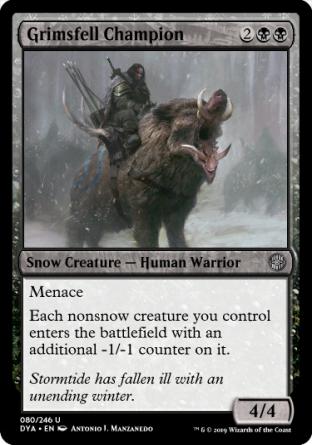 Grimsfell Champion 2
Snow Creature — Human Warrior
Menace
Each nonsnow creature you control
enters the battlefield with an
additional -1/-1 counter on it.
Stormtide has fallen ill with an
unending winter.
4/4
080/246 U
DYA • EN Antonio J. Manzanedo
™ & © 2019 Wizards of the Coast